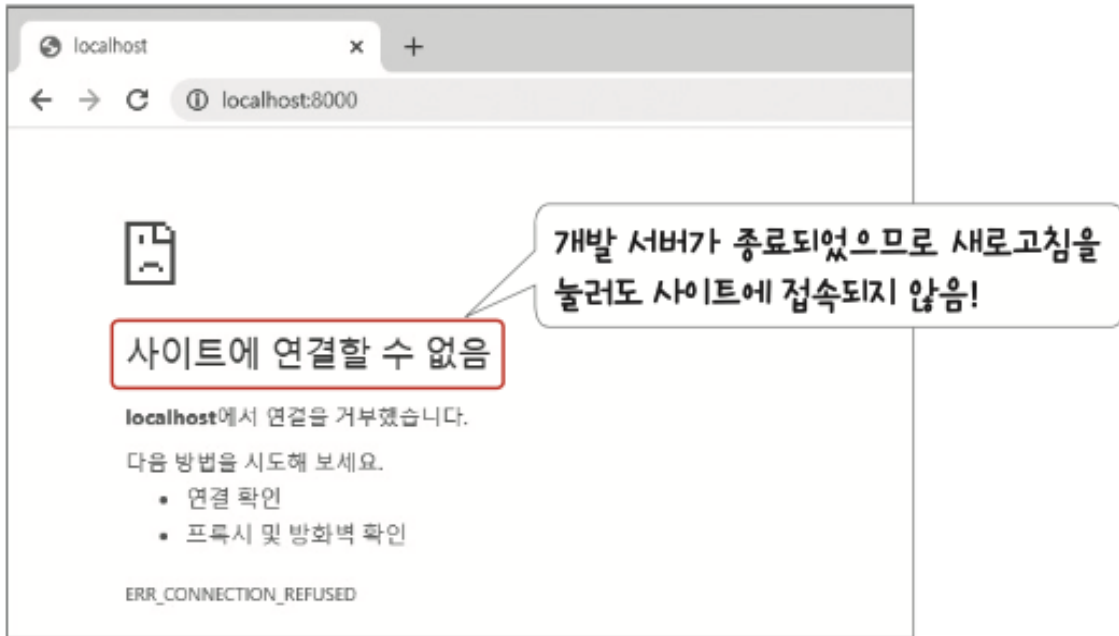 localhost
localhost:8000
개발 서버가 종료되었으므로 새로고침을
눌러도 사이트에 접속되지 않음!
사이트에 연결할 수 없음
localhost에서 연결을 거부했습니다.
다음 방법을 시도해 보세요.
• 연결 확인
• 프록시 및 방화벽 확인
ERR_CONNECTION_REFUSED